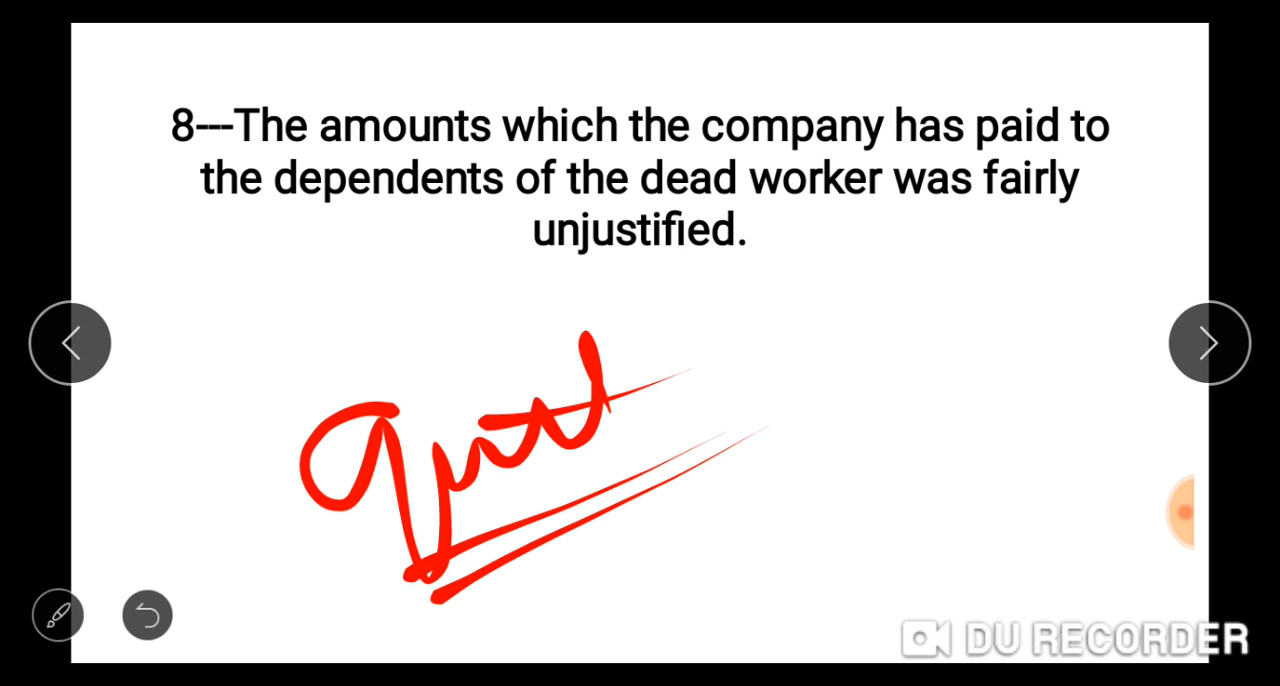 8---The amounts which the company has paid to
the dependents of the dead worker was fairly
unjustified.
DU RECORDER